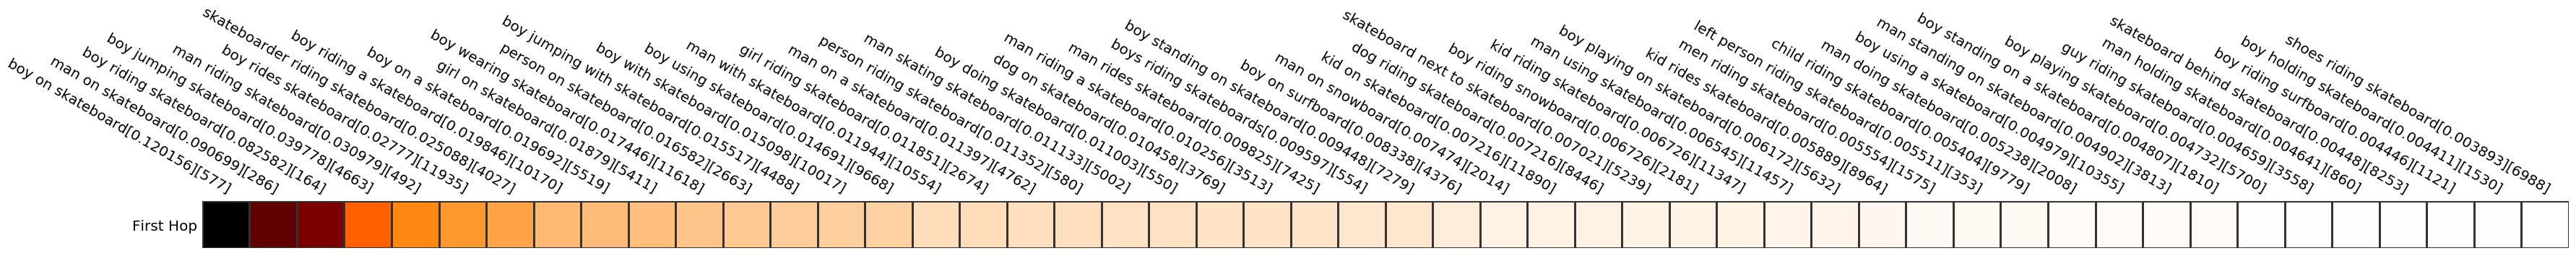 boy on skateboard[0.120156][577]
man on skateboard[0.090699][286]
boy riding skateboard[0.082582][164]
boy jumping skateboard[0.039778][4663]
man riding skateboard[0.030979][492]
boy rides skateboard[0.02777][11935]
skateboarder riding skateboard[0.025088][4027]
boy riding a skateboard[0.019846][10170]
boy on a skateboard[0.019692][5519]
girl on skateboard[0.01879][5411]
boy wearing skateboard[0.017446][11618]
person on skateboard[0.016582][2663]
boy jumping with skateboard[0.015517][4488]
boy with skateboard[0.015098][10017]
boy using skateboard[0.014691][9668]
man with skateboard[0.011944][10554]
girl riding skateboard[0.011851][2674]
man on a skateboard[0.011397][4762]
person riding skateboard[0.011352][580]
man skating skateboard[0.011133][5002]
boy doing skateboard[0.011003][550]
dog on skateboard[0.010458][3769]
man riding a skateboard[0.010256][3513]
man rides skateboard[0.009825][7425]
boys riding skateboards[0.009597][554]
boy standing on skateboard[0.009448][7279]
boy on surfboard[0.008338][4376]
man on snowboard[0.007474][2014]
kid on skateboard[0.007216][11890]
dog riding skateboard[0.007216][8446]
skateboard next to skateboard[0.007021][5239]
boy riding snowboard[0.006726][2181]
kid riding skateboard[0.006726][11347]
man using skateboard[0.006545][11457]
boy playing on skateboard[0.006172][5632]
kid rides skateboard[0.005889][8964]
men riding skateboard[0.005554][1575]
left person riding skateboard[0.005511][353]
child riding skateboard[0.005404][9779]
man doing skateboard[0.005238][2008]
boy using a skateboard[0.004979][10355]
man standing on skateboard[0.004902][3813]
boy standing on a skateboard[0.004807][1810]
boy playing skateboard[0.004732][5700]
guy riding skateboard[0.004659][3558]
man holding skateboard[0.004641][860]
skateboard behind skateboard[0.00448][8253]
boy riding surfboard[0.004446][1121]
boy holding skateboard[0.004411][1530]
shoes riding skateboard[0.003893][6988]
First Hop